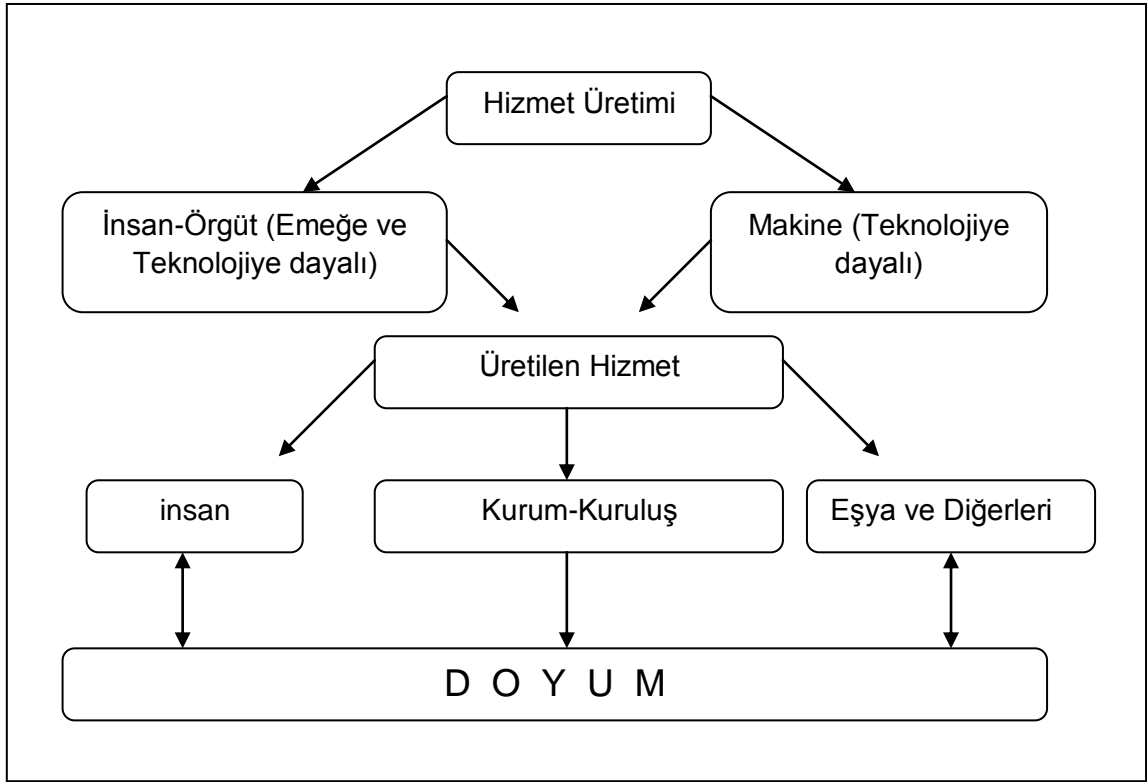 Hizmet Üretimi
İnsan-Örgüt (Emeğe ve
Teknolojiye dayalı)
Makine (Teknolojiye
dayalı)
Üretilen Hizmet
insan
Kurum-Kuruluş
Eşya ve Diğerleri
D O Y U M